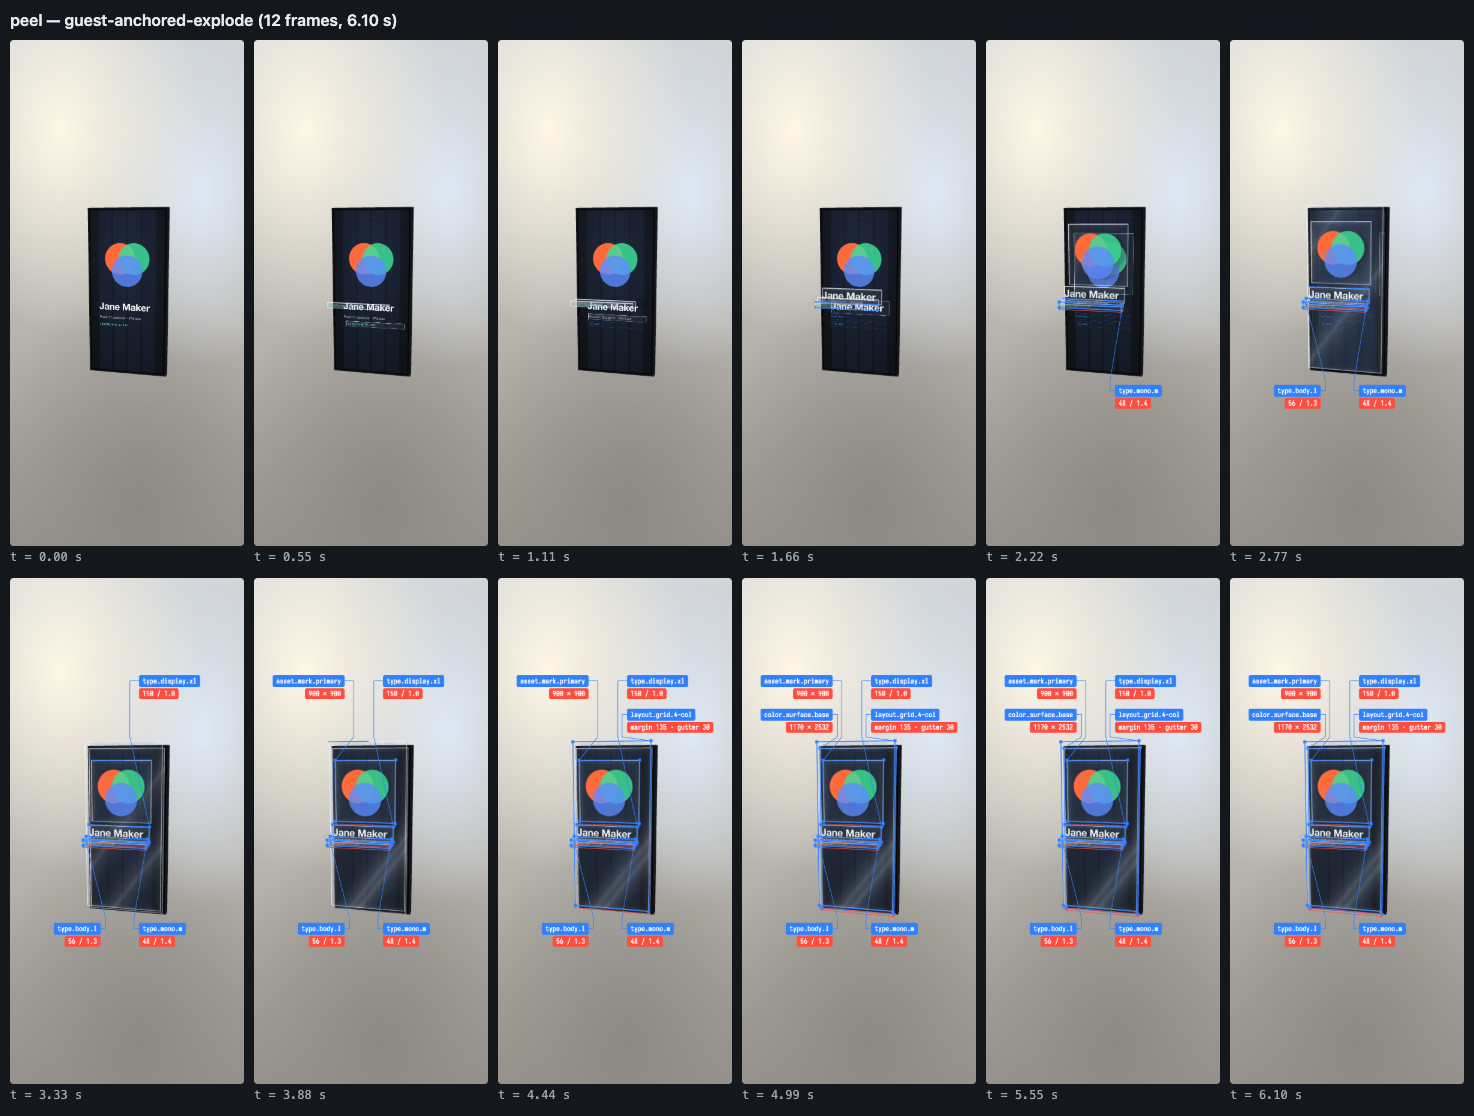 peel — guest-anchored-explode (12 frames, 6.10 s)
Jane Maker
t = 0.00 s
Jane Maker
t = 0.55 s
Jane Maker
t = 1.11 s
Jane Maker
Jane Maker
t = 1.66 s
Jane Maker
type.mono.m
48 / 1.4
t = 2.22 s
Jane Maker
type.body.l
56 / 1.3
type.mono.m
48 / 1.4
t = 2.77 s
type.display.xl
150 / 1.0
Jane Maker
type.body.l
56 / 1.3
type.mono.m
48 / 1.4
t = 3.33 s
asset.mark.primary
900 × 900
type.display.xl
150 / 1.0
Jane Maker
type.body.l
56 / 1.3
type.mono.m
48 / 1.4
t = 3.88 s
asset.mark.primary
900 × 900
type.display.xl
150 / 1.0
layout.grid.4-col
margin 135 · gutter 30
Jane Maker
type.body.l
56 / 1.3
type.mono.m
48 / 1.4
t = 4.44 s
asset.mark.primary
900 × 900
type.display.xl
150 / 1.0
color.surface.base
1170 × 2532
layout.grid.4-col
margin 135 · gutter 30
Jane Maker
type.body.l
56 / 1.3
type.mono.m
48 / 1.4
t = 4.99 s
asset.mark.primary
900 × 900
type.display.xl
150 / 1.0
color.surface.base
1170 × 2532
layout.grid.4-col
margin 135 · gutter 30
Jane Maker
type.body.l
56 / 1.3
type.mono.m
48 / 1.4
t = 5.55 s
asset.mark.primary
900 × 900
type.display.xl
150 / 1.0
color.surface.base
1170 × 2532
layout.grid.4-col
margin 135 · gutter 30
Jane Maker
type.body.l
56 / 1.3
type.mono.m
48 / 1.4
t = 6.10 s